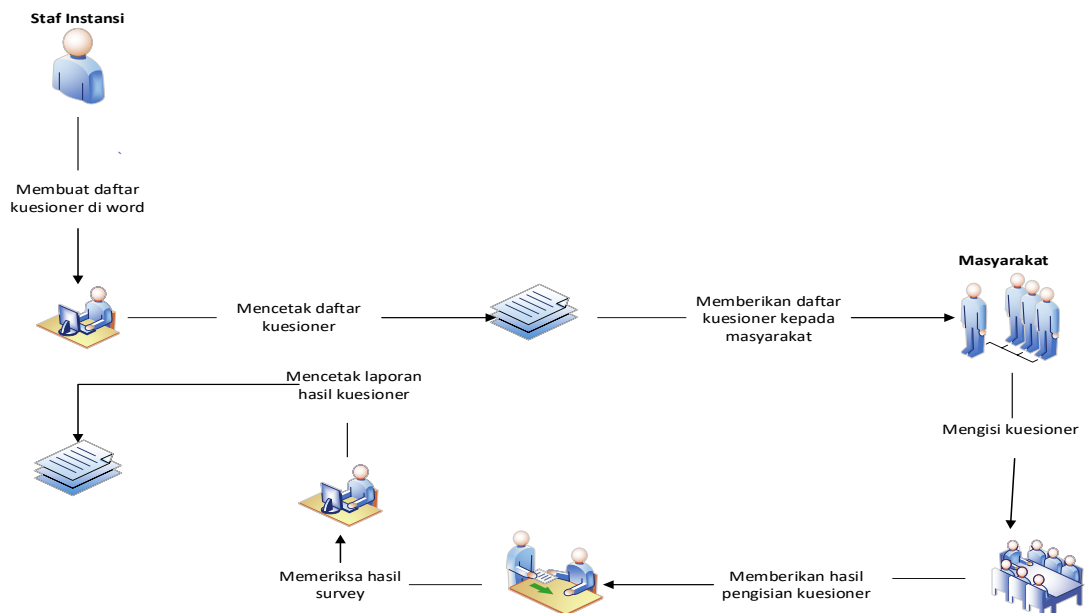 Staf Instansi
Membuat daftar
kuesioner di word
Mencetak daftar
kuesioner
Memberikan daftar
kuesioner kepada
masyarakat
Masyarakat
Mengisi kuesioner
Memberikan hasil
pengisian kuesioner
Memeriksa hasil
survey
Mencetak laporan
hasil kuesioner